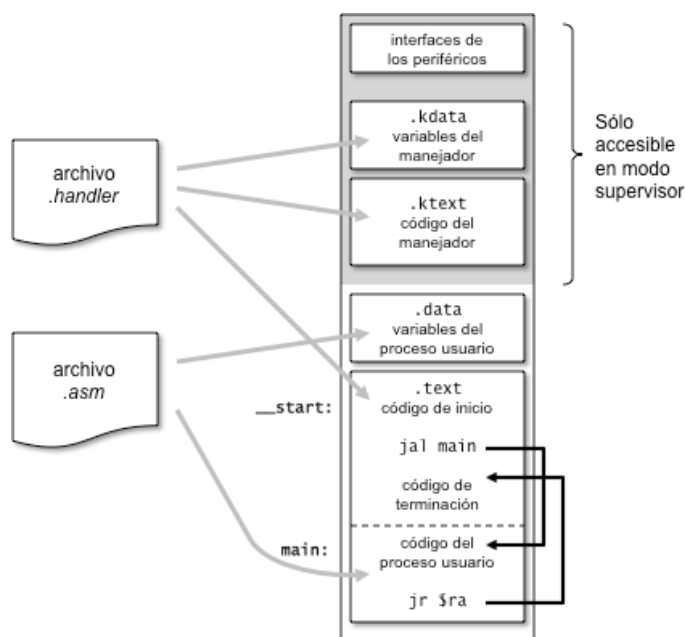 interfaces de
los periféricos
.kdata
variables del
manejador
.ktext
código del
manejador
Sólo
accesible
en modo
supervisor
archivo
.handler
.data
variables del
proceso usuario
archivo
.asm
__start:
.text
código de inicio
jal main
código de
terminación
main:
código del
proceso usuario
jr $ra